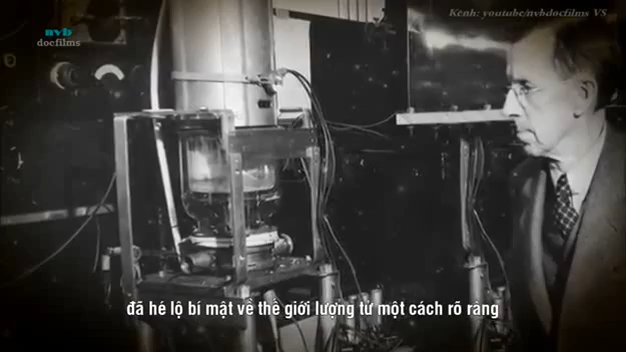 nvb
docfilms
Kênh: youtube/nvbdocfilms VS
đã hé lộ bí mật về thế giới lượng tử một cách rõ ràng